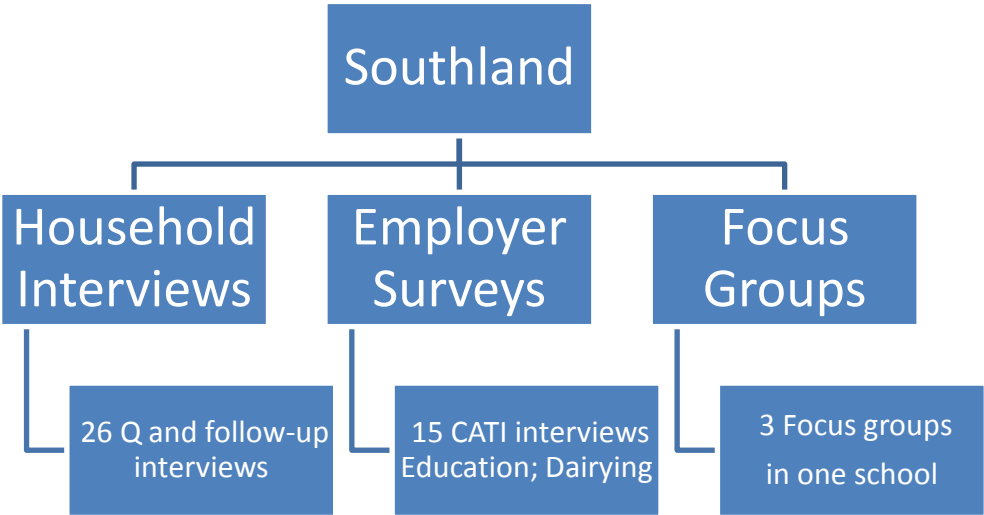 Southland
Household
Interviews
Employer
Surveys
Focus
Groups
26 Q and follow-up
interviews
15 CATI interviews
Education; Dairying
3 Focus groups
in one school